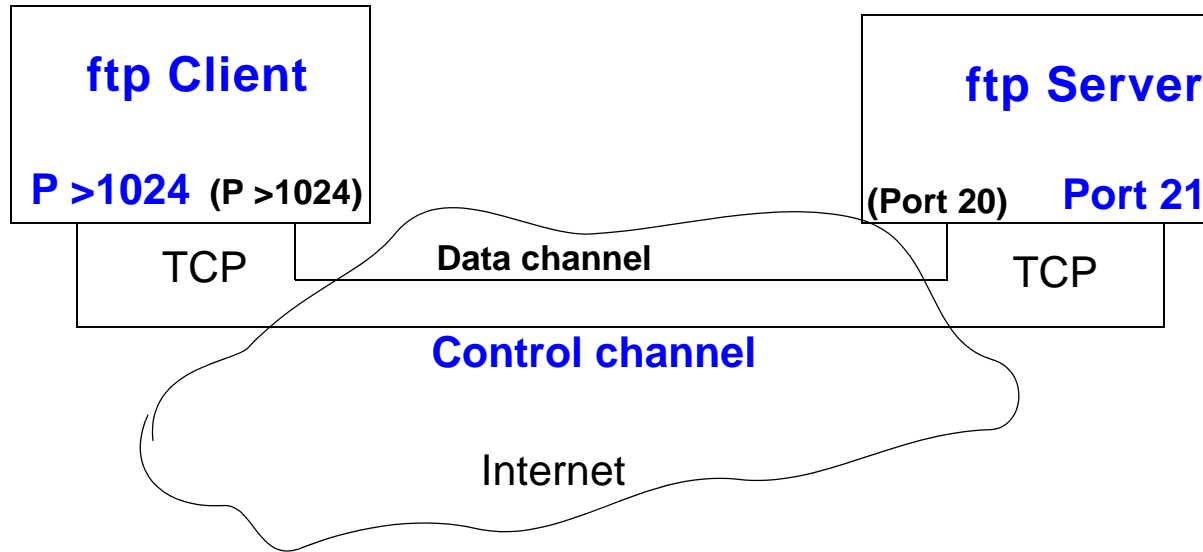 ftp Client
ftp Server
P >1024 (P >1024)
(Port 20) Port 21
TCP
Data channel
TCP
Control channel
Internet